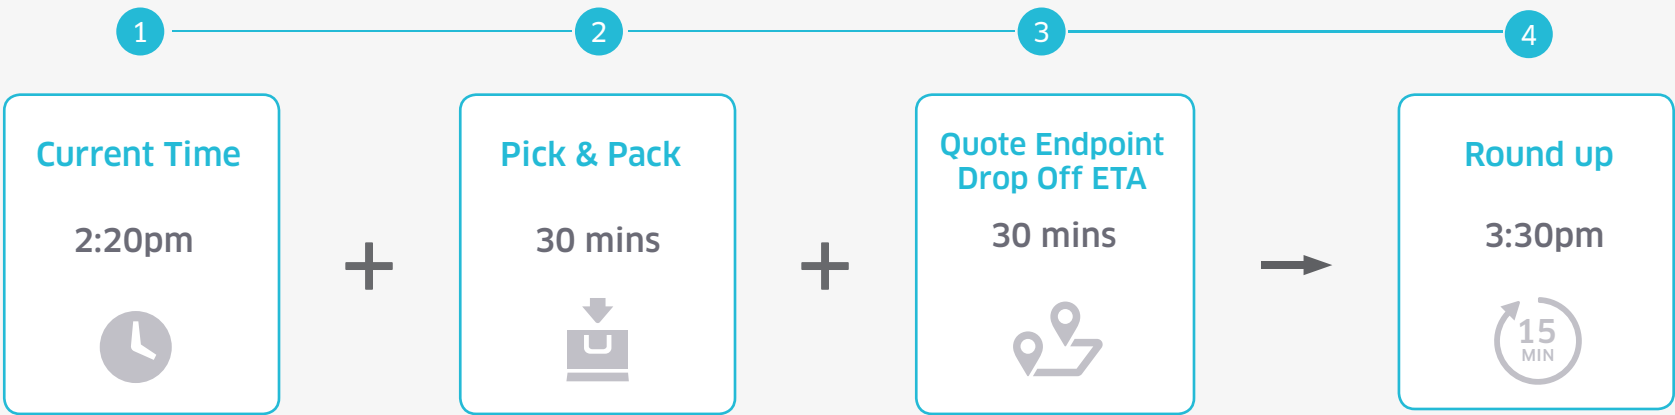 1
2
3
4
Current Time
2:20pm
Pick & Pack
30 mins
Quote Endpoint
Drop Off ETA
30 mins
Round up
3:30pm
15
MIN